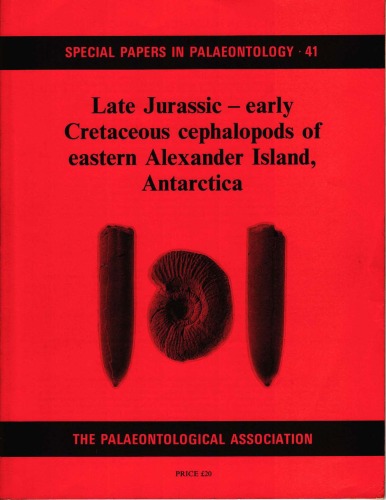 SPECIAL PAPERS IN PALAEONTOLOGY · 41
Late Jurassic – early
Cretaceous cephalopods of
eastern Alexander Island,
Antarctica
THE PALAEONTOLOGICAL ASSOCIATION
PRICE £20